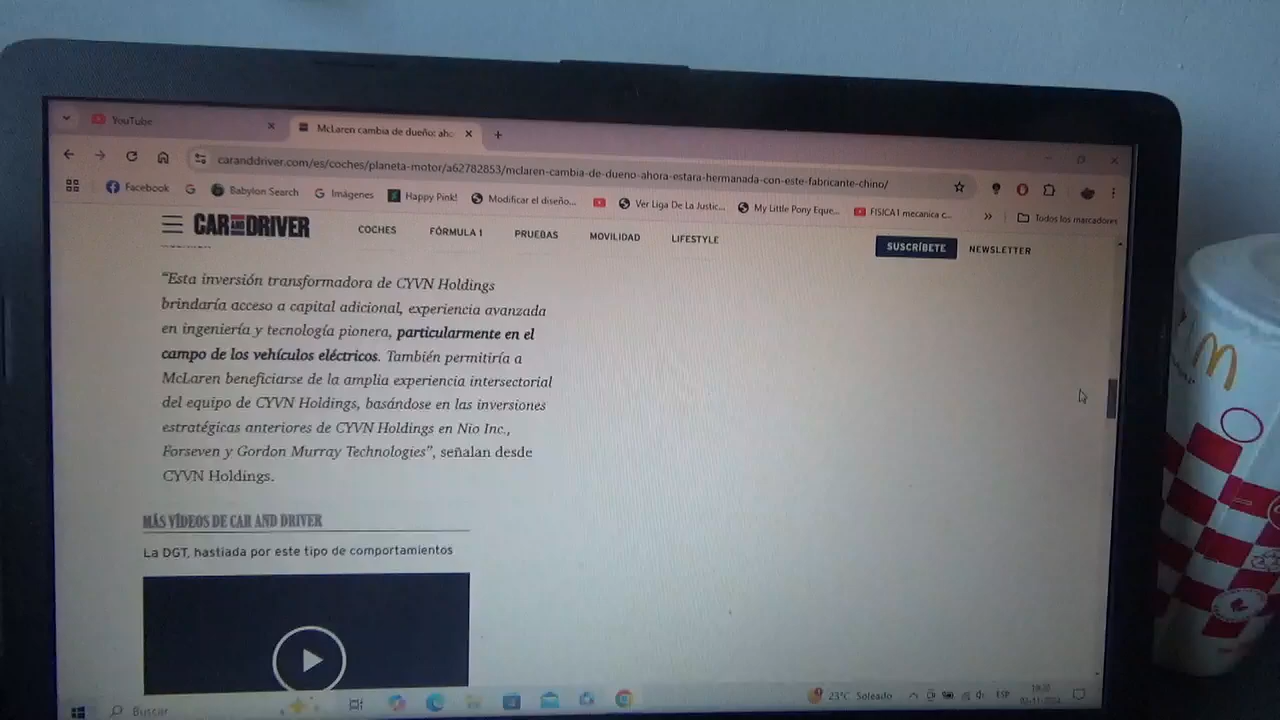 YouTube
McLaren cambia de dueño: aho
caranddriver.com/es/coches/planeta-motor/a62782853/mclaren-cambia-de-dueno-ahora-estara-hermanada-con-este-fabricante-chino/
Facebook
Babylon Search
Imágenes
Happy Pink!
Modificar el diseño...
Ver Liga De La Justic...
My Little Pony Eque...
FISICA I mecanica c...
Todos los marcadores
CAR AND DRIVER
COCHES
FÓRMULA 1
PRUEBAS
MOVILIDAD
LIFESTYLE
SUSCRÍBETE
NEWSLETTER
“Esta inversión transformadora de CYVN Holdings
brindaría acceso a capital adicional, experiencia avanzada
en ingeniería y tecnología pionera, particularmente en el
campo de los vehículos eléctricos. También permitiría a
McLaren beneficiarse de la amplia experiencia intersectorial
del equipo de CYVN Holdings, basándose en las inversiones
estratégicas anteriores de CYVN Holdings en Nio Inc.,
Forseven y Gordon Murray Technologies”, señalan desde
CYVN Holdings.
MÁS VÍDEOS DE CAR AND DRIVER
La DGT, hastiada por este tipo de comportamientos
Buscar
23°C Soleado
ESP